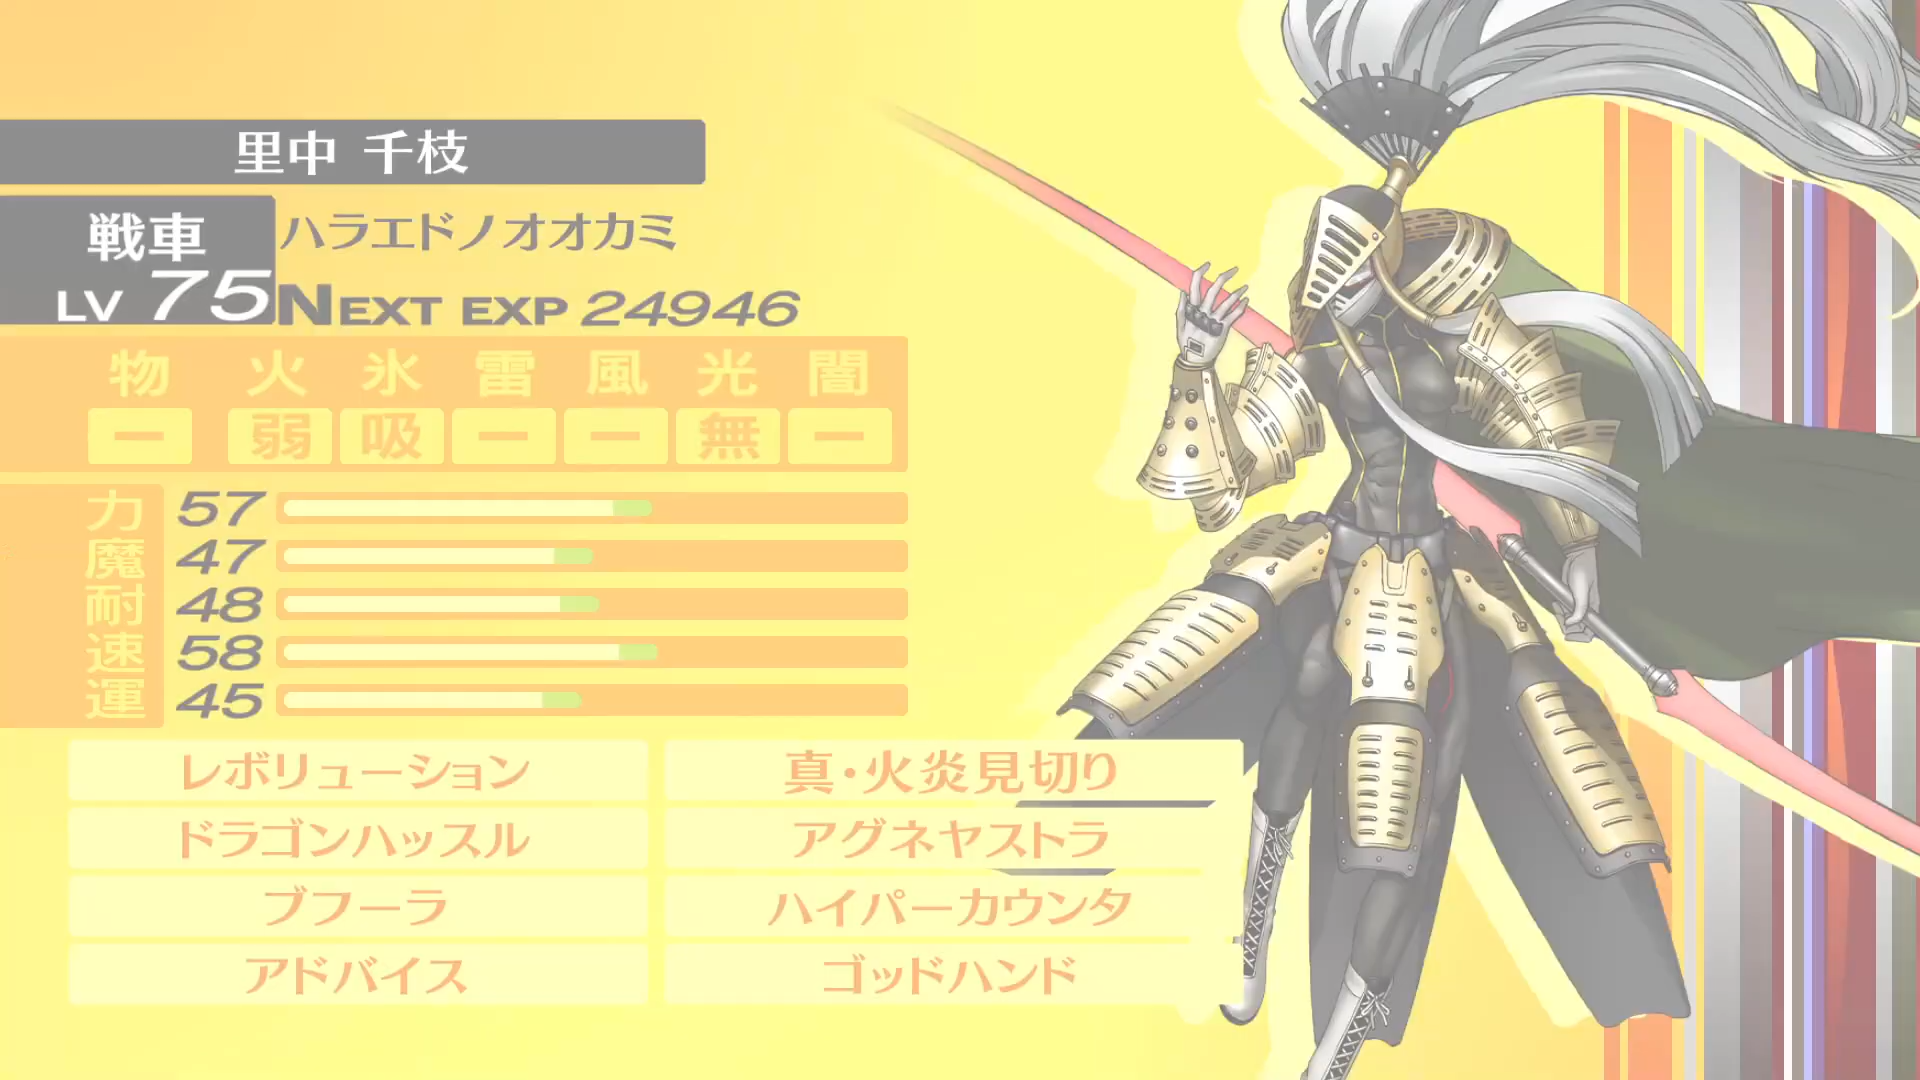 里中 千枝
戦車 ハラエドノオオカミ
LV 75 NEXT EXP 24946
物 火 氷 雷 風 光 闇
ー 弱 吸 ー ー 無 ー
力 57
魔 47
耐 48
速 58
運 45
レボリューション 真・火炎見切り
ドラゴンハッスル アグネヤストラ
ブフーラ ハイパーカウンタ
アドバイス ゴッドハンド